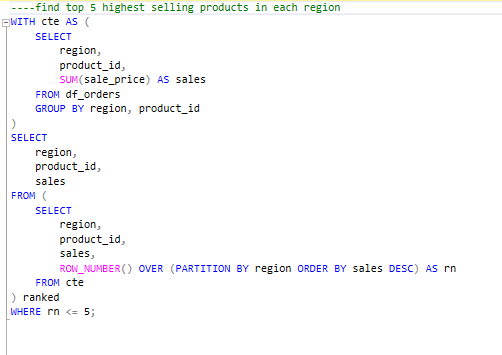 ----find top 5 highest selling products in each region
WITH cte AS (
    SELECT
        region,
        product_id,
        SUM(sale_price) AS sales
    FROM df_orders
    GROUP BY region, product_id
)
SELECT
    region,
    product_id,
    sales
FROM (
    SELECT
        region,
        product_id,
        sales,
        ROW_NUMBER() OVER (PARTITION BY region ORDER BY sales DESC) AS rn
    FROM cte
) ranked
WHERE rn <= 5;